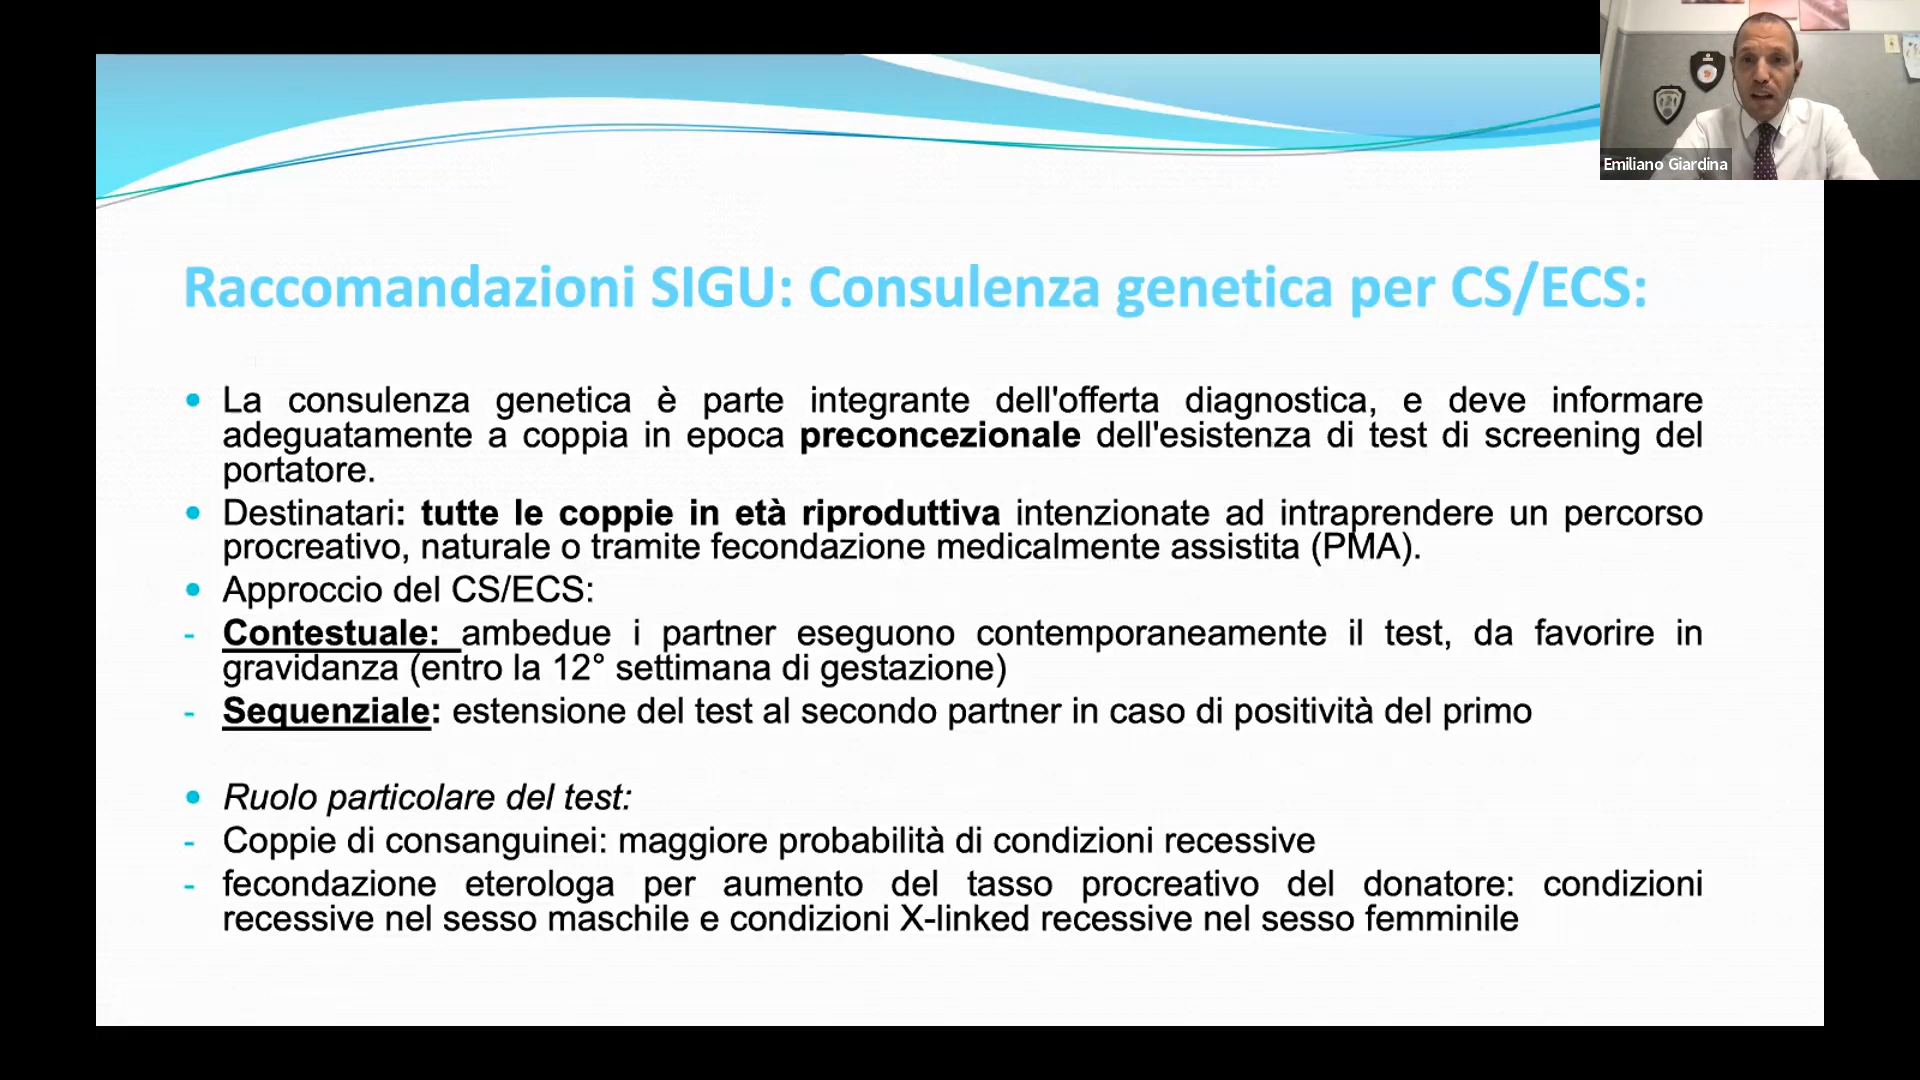 Emiliano Giardina
Raccomandazioni SIGU: Consulenza genetica per CS/ECS:
• La consulenza genetica è parte integrante dell'offerta diagnostica, e deve informare
adeguatamente a coppia in epoca preconcezionale dell'esistenza di test di screening del
portatore.
• Destinatari: tutte le coppie in età riproduttiva intenzionate ad intraprendere un percorso
procreativo, naturale o tramite fecondazione medicalmente assistita (PMA).
• Approccio del CS/ECS:
- Contestuale: ambedue i partner eseguono contemporaneamente il test, da favorire in
gravidanza (entro la 12° settimana di gestazione)
- Sequenziale: estensione del test al secondo partner in caso di positività del primo
• Ruolo particolare del test:
- Coppie di consanguinei: maggiore probabilità di condizioni recessive
- fecondazione eterologa per aumento del tasso procreativo del donatore: condizioni
recessive nel sesso maschile e condizioni X-linked recessive nel sesso femminile